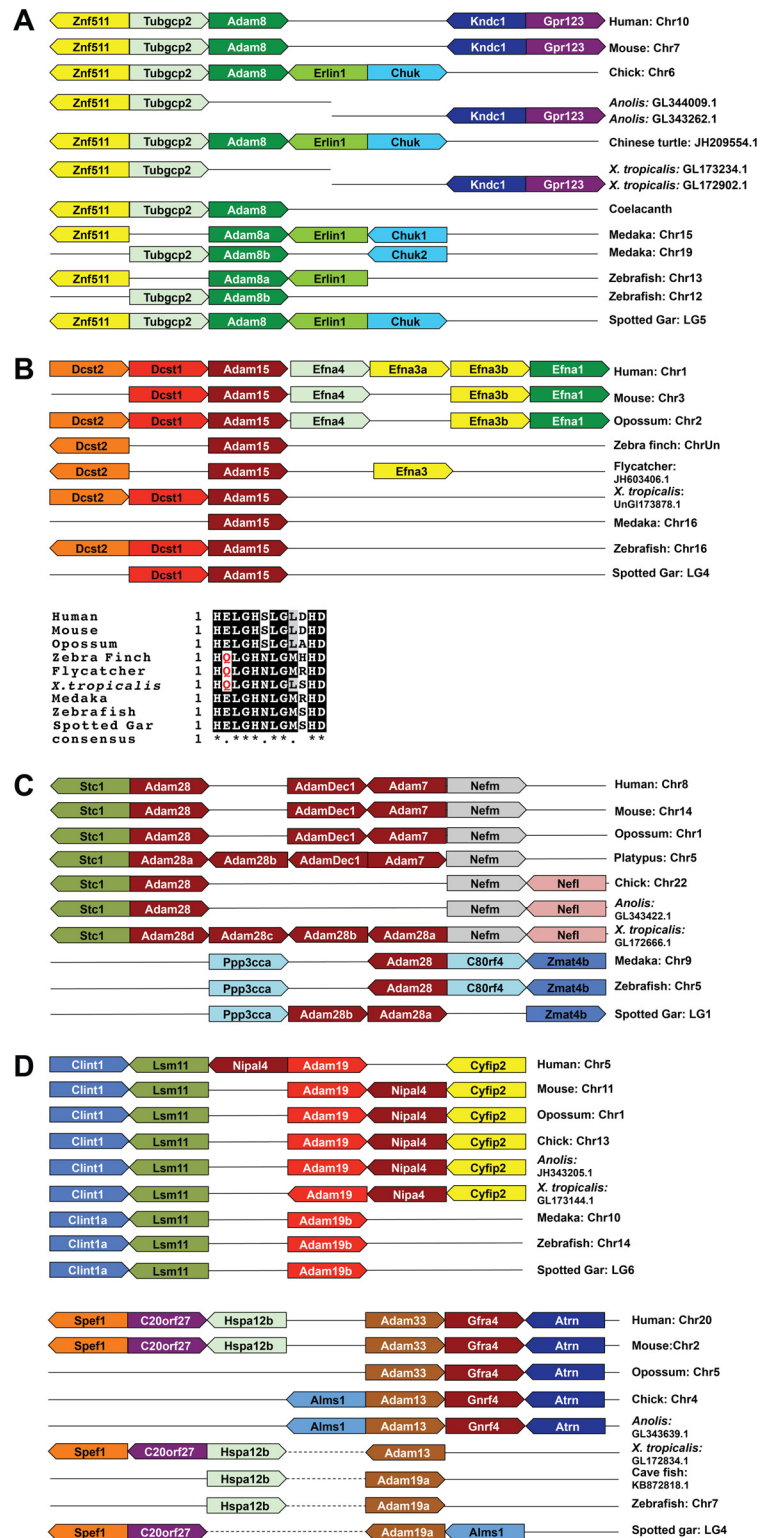 A
Znf511 Tubgcp2 Adam8 Kndc1 Gpr123 Human: Chr10
Znf511 Tubgcp2 Adam8 Kndc1 Gpr123 Mouse: Chr7
Znf511 Tubgcp2 Adam8 Erlin1 Chuk Chick: Chr6
Znf511 Tubgcp2 Anolis: GL344009.1
Kndc1 Gpr123 Anolis: GL343262.1
Znf511 Tubgcp2 Adam8 Erlin1 Chuk Chinese turtle: JH209554.1
Znf511 Tubgcp2 X. tropicalis: GL173234.1
Kndc1 Gpr123 X. tropicalis: GL172902.1
Znf511 Tubgcp2 Adam8 Coelacanth
Znf511 Adam8a Erlin1 Chuk1 Medaka: Chr15
Tubgcp2 Adam8b Chuk2 Medaka: Chr19
Znf511 Adam8a Erlin1 Zebrafish: Chr13
Tubgcp2 Adam8b Zebrafish: Chr12
Znf511 Tubgcp2 Adam8 Erlin1 Chuk Spotted Gar: LG5
B
Dcst2 Dcst1 Adam15 Efna4 Efna3a Efna3b Efna1 Human: Chr1
Dcst1 Adam15 Efna4 Efna3b Efna1 Mouse: Chr3
Dcst2 Dcst1 Adam15 Efna4 Efna3b Efna1 Opossum: Chr2
Dcst2 Adam15 Zebra finch: ChrUn
Dcst2 Adam15 Efna3 Flycatcher:
JH603406.1
Dcst2 Dcst1 Adam15 X. tropicalis:
UnGl173878.1
Adam15 Medaka: Chr16
Dcst2 Dcst1 Adam15 Zebrafish: Chr16
Dcst1 Adam15 Spotted Gar: LG4
Human 1 HELGHSLGLDHD
Mouse 1 HELGHSLGLDHD
Opossum 1 HELGHSLGLAHD
Zebra Finch 1 HQLGHNLGMHHD
Flycatcher 1 HQLGHNLGMRHD
X.tropicalis 1 HQLGHNLGLSHD
Medaka 1 HELGHNLGMRHD
Zebrafish 1 HELGHNLGMSHD
Spotted Gar 1 HELGHNLGMSHD
consensus 1 *.***.**. **
C
Stc1 Adam28 AdamDec1 Adam7 Nefm Human: Chr8
Stc1 Adam28 AdamDec1 Adam7 Nefm Mouse: Chr14
Stc1 Adam28 AdamDec1 Adam7 Nefm Opossum: Chr1
Stc1 Adam28a Adam28b AdamDec1 Adam7 Nefm Platypus: Chr5
Stc1 Adam28 Nefm Nefl Chick: Chr22
Stc1 Adam28 Nefm Nefl Anolis:
GL343422.1
Stc1 Adam28d Adam28c Adam28b Adam28a Nefm Nefl X. tropicalis:
GL172666.1
Ppp3cca Adam28 C80rf4 Zmat4b Medaka: Chr9
Ppp3cca Adam28 C80rf4 Zmat4b Zebrafish: Chr5
Ppp3cca Adam28b Adam28a Zmat4b Spotted Gar: LG1
D
Clint1 Lsm11 Nipal4 Adam19 Cyfip2 Human: Chr5
Clint1 Lsm11 Adam19 Nipal4 Cyfip2 Mouse: Chr11
Clint1 Lsm11 Adam19 Nipal4 Cyfip2 Opossum: Chr1
Clint1 Lsm11 Adam19 Nipal4 Cyfip2 Chick: Chr13
Clint1 Lsm11 Adam19 Nipal4 Cyfip2 Anolis:
JH343205.1
Clint1 Lsm11 Adam19 Nipa4 Cyfip2 X. tropicalis:
GL173144.1
Clint1a Lsm11 Adam19b Medaka: Chr10
Clint1a Lsm11 Adam19b Zebrafish: Chr14
Clint1a Lsm11 Adam19b Spotted Gar: LG6
Spef1 C20orf27 Hspa12b Adam33 Gfra4 Atrn Human: Chr20
Spef1 C20orf27 Hspa12b Adam33 Gfra4 Atrn Mouse:Chr2
Adam33 Gfra4 Atrn Opossum: Chr5
Alms1 Adam13 Gnrf4 Atrn Chick: Chr4
Alms1 Adam13 Gnrf4 Atrn Anolis:
GL343639.1
Spef1 C20orf27 Hspa12b Adam13 X. tropicalis:
GL172834.1
Hspa12b Adam19a Cave fish:
KB872818.1
Hspa12b Adam19a Zebrafish: Chr7
Spef1 C20orf27 Adam19a Alms1 Spotted gar: LG4